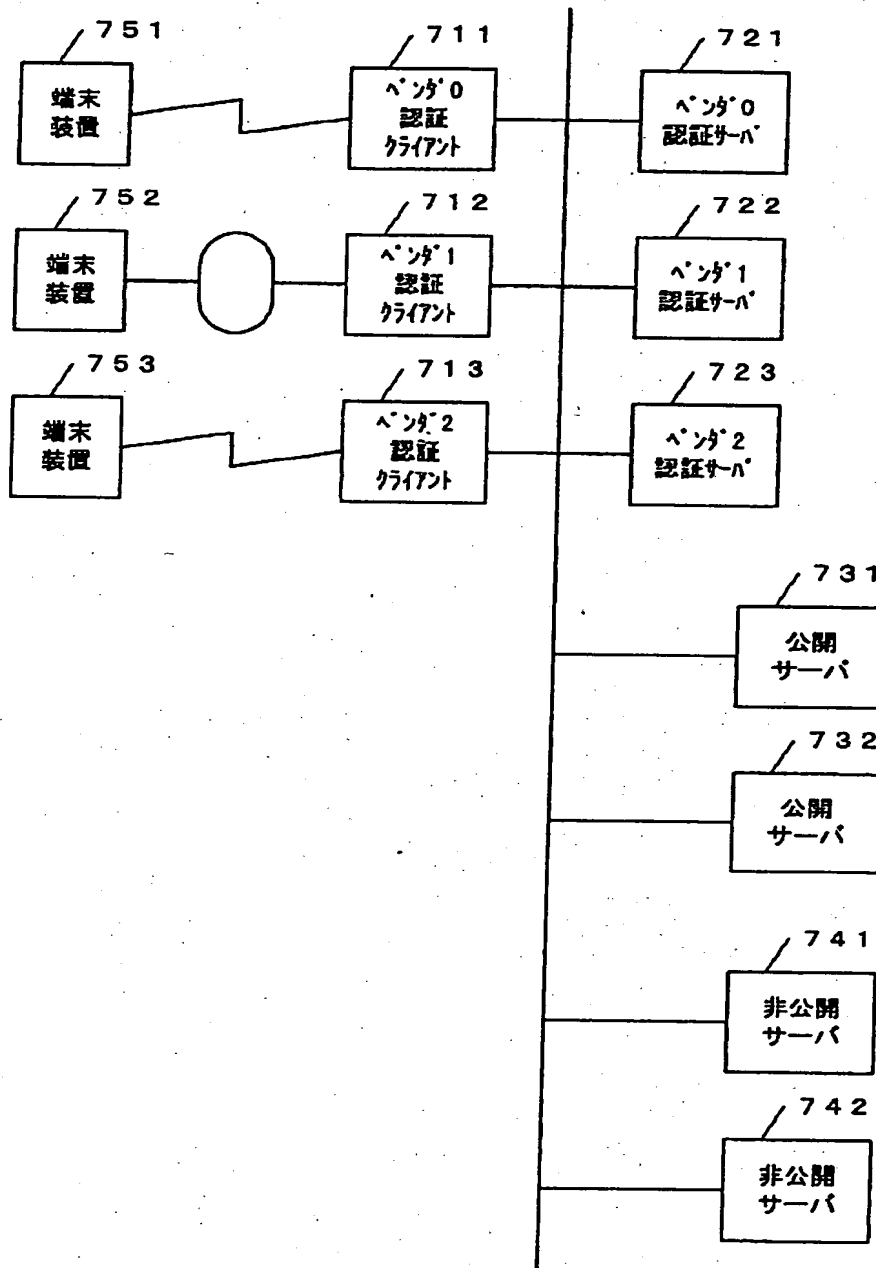 751
端末
装置
711
ベンダ0
認証
クライアント
721
ベンダ0
認証サーバ
752
端末
装置
712
ベンダ1
認証
クライアント
722
ベンダ1
認証サーバ
753
端末
装置
713
ベンダ2
認証
クライアント
723
ベンダ2
認証サーバ
731
公開
サーバ
732
公開
サーバ
741
非公開
サーバ
742
非公開
サーバ